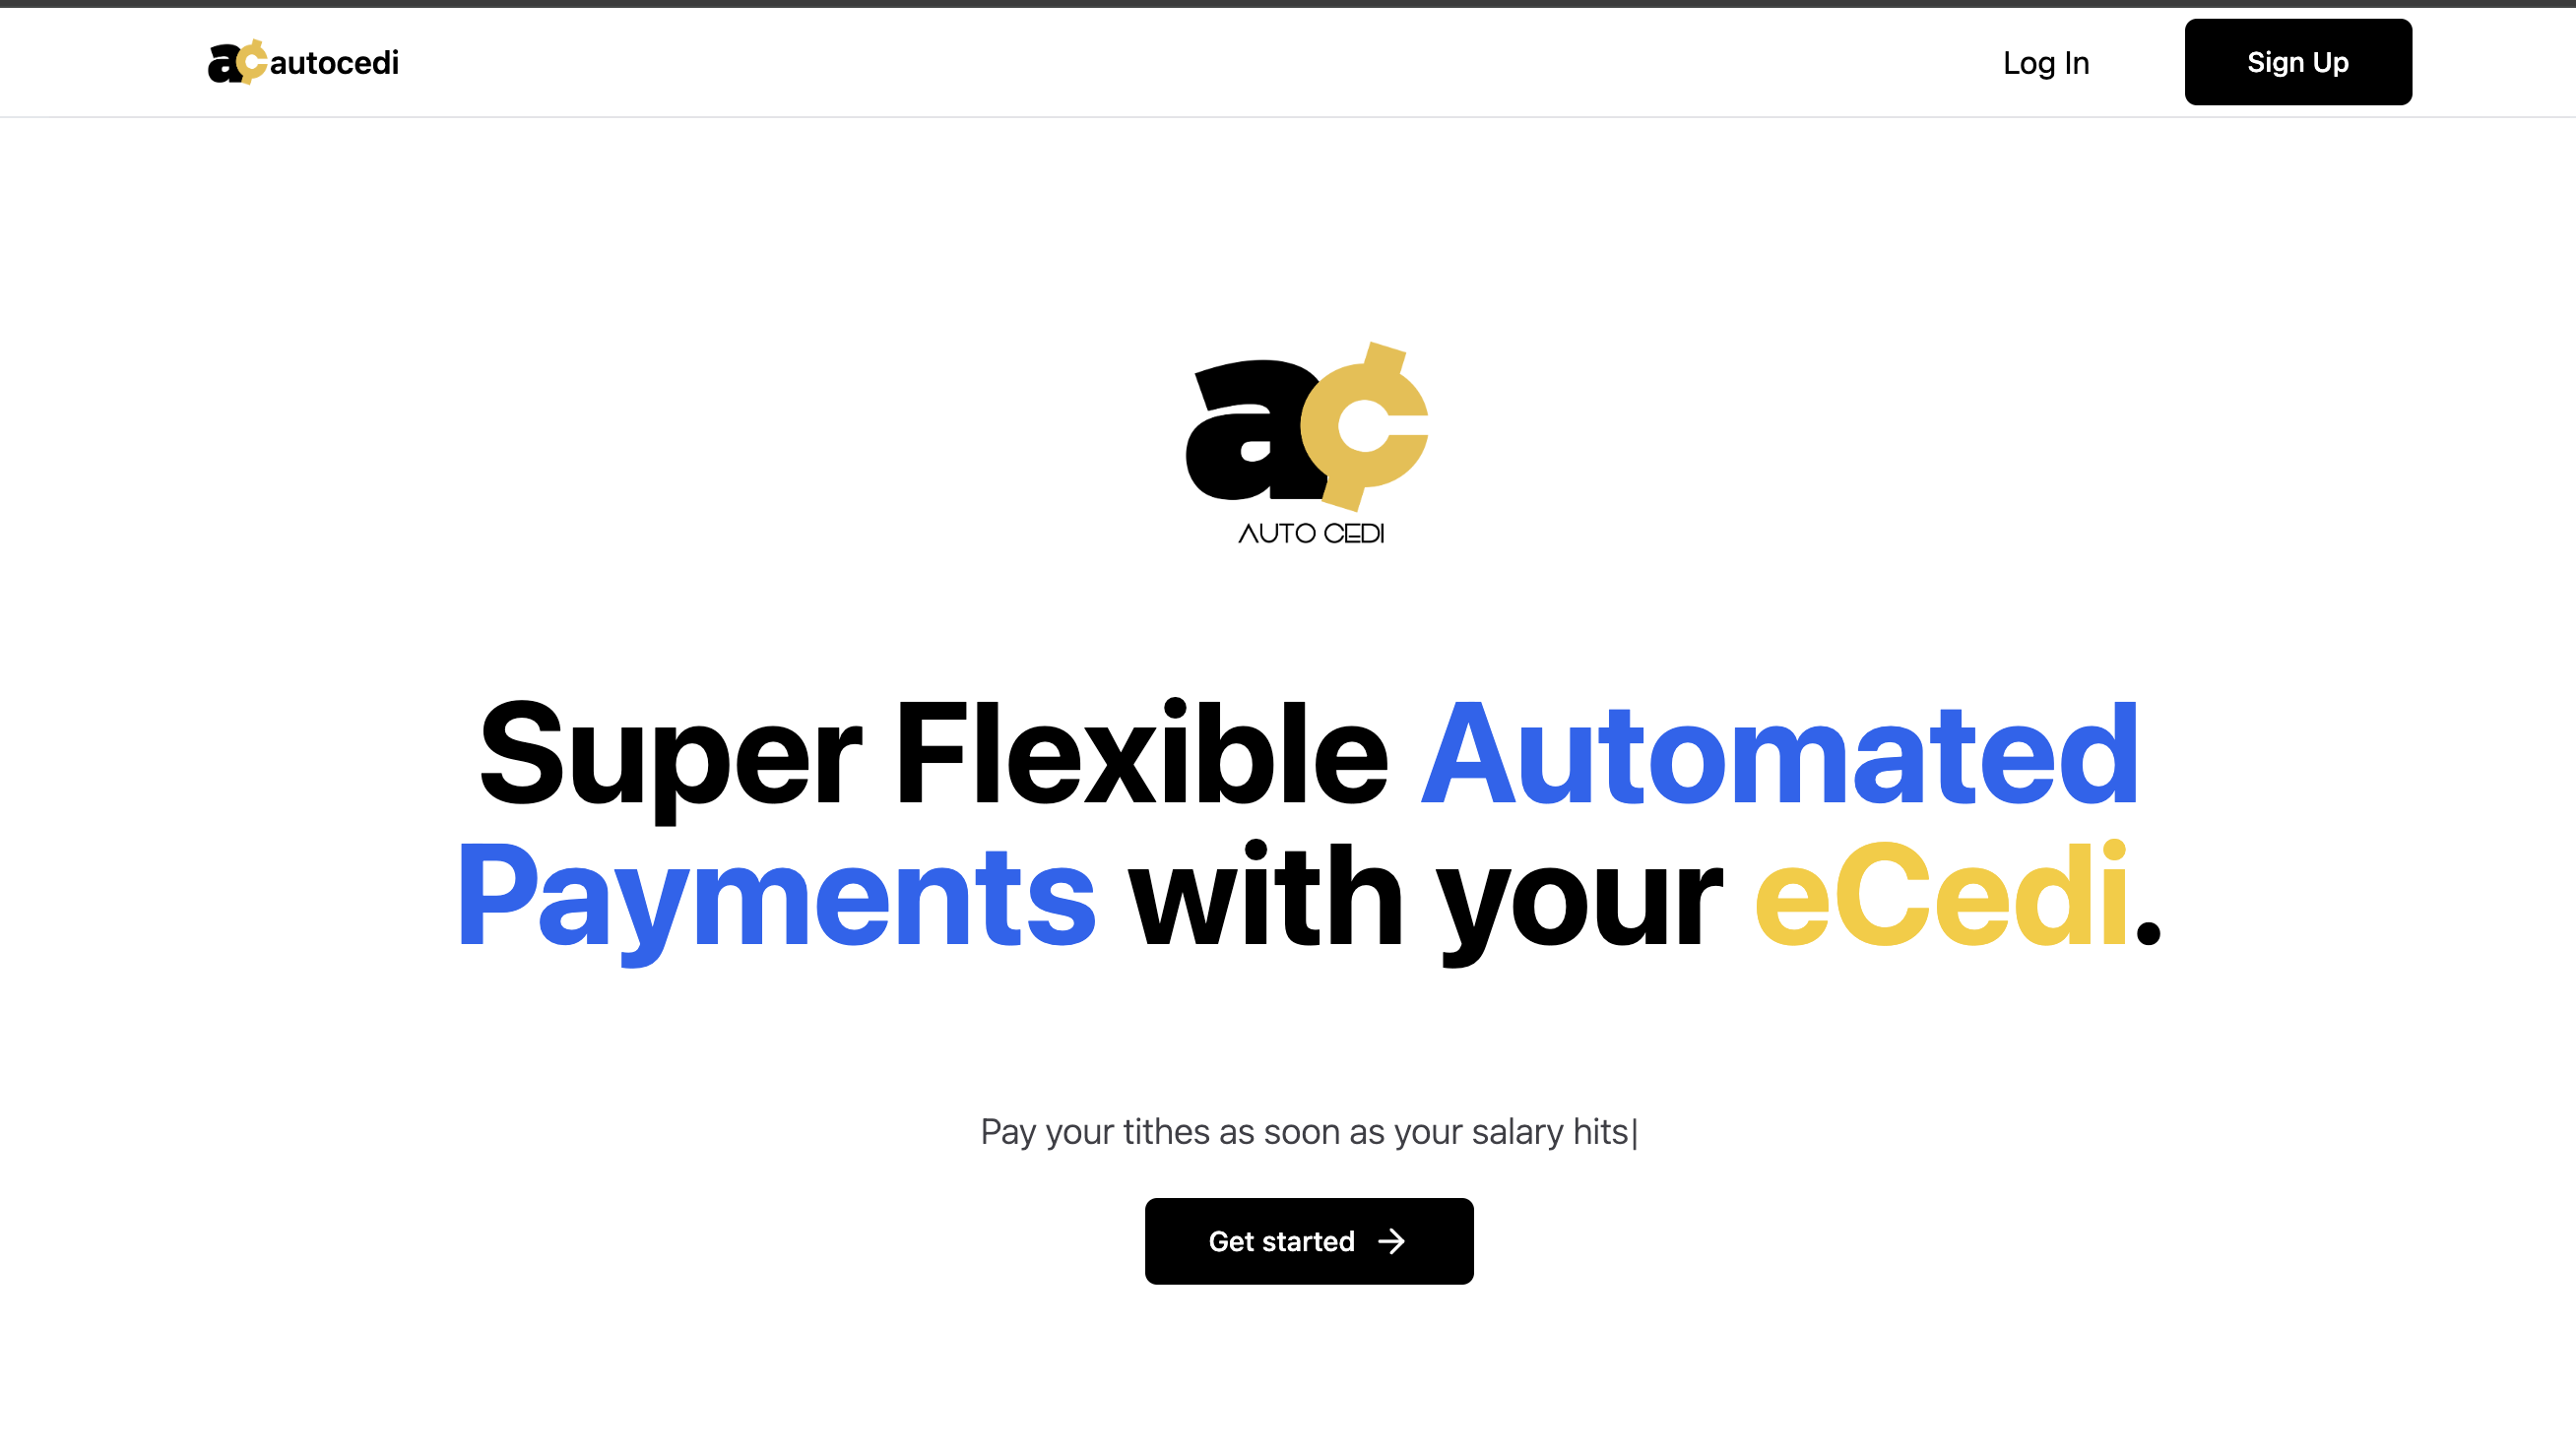 a¢ autocedi
Log In
Sign Up
a¢
AUTO CEDI
Super Flexible Automated
Payments with your eCedi.
Pay your tithes as soon as your salary hits|
Get started →